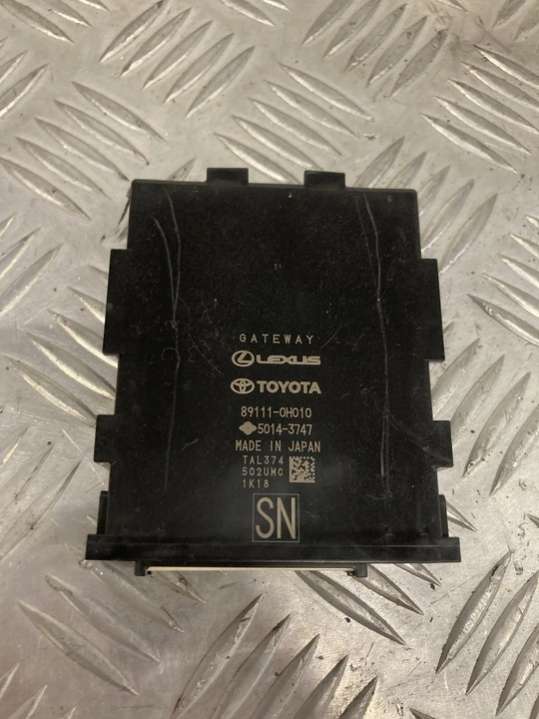 GATEWAY
LEXUS
TOYOTA
89111-0H010
5014-3747
MADE IN JAPAN
TAL374
502UMC
1K18
SN